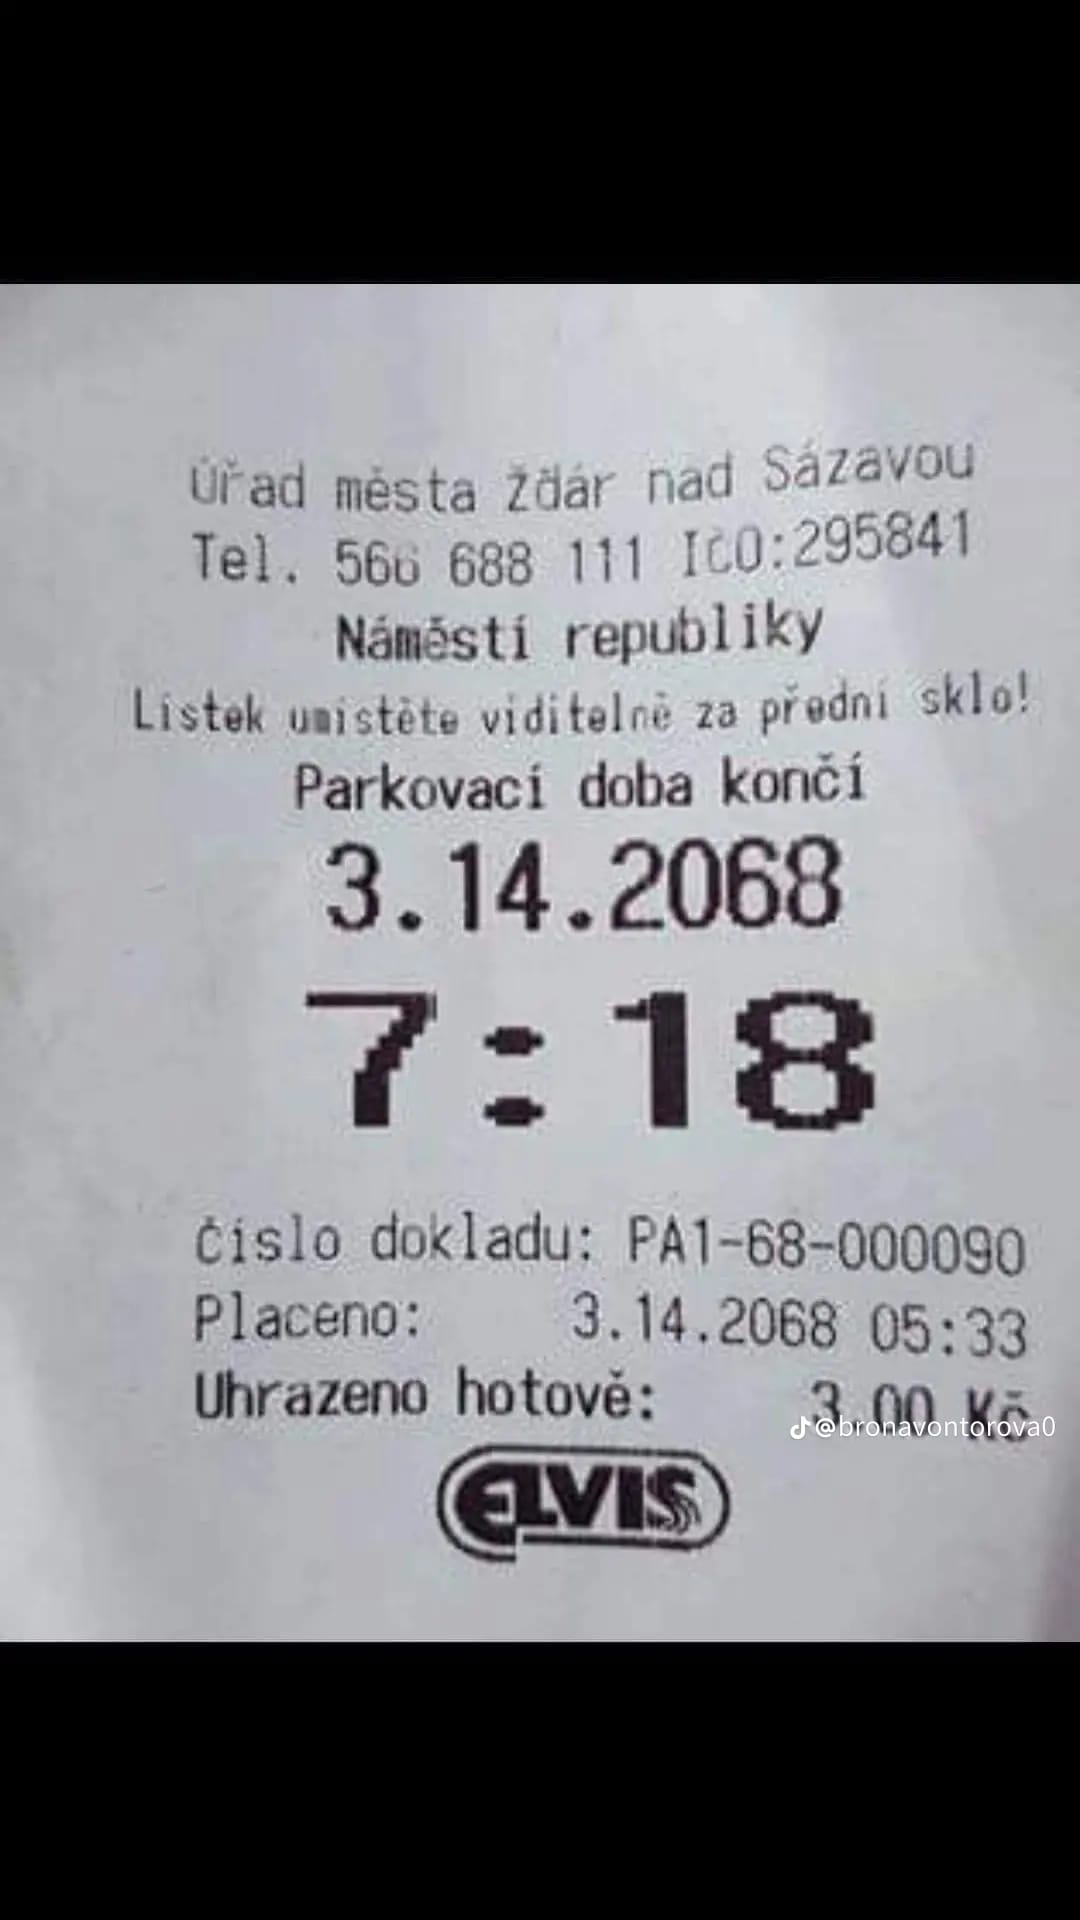 Úřad města Žďár nad Sázavou
Tel. 566 688 111 IČO:295841
Náměstí republiky
Lístek umístěte viditelně za přední sklo!
Parkovací doba končí
3.14.2068
7:18
Číslo dokladu: PA1-68-000090
Placeno: 3.14.2068 05:33
Uhrazeno hotově: 3.00 Kč
@bronavontorova0
ELVIS